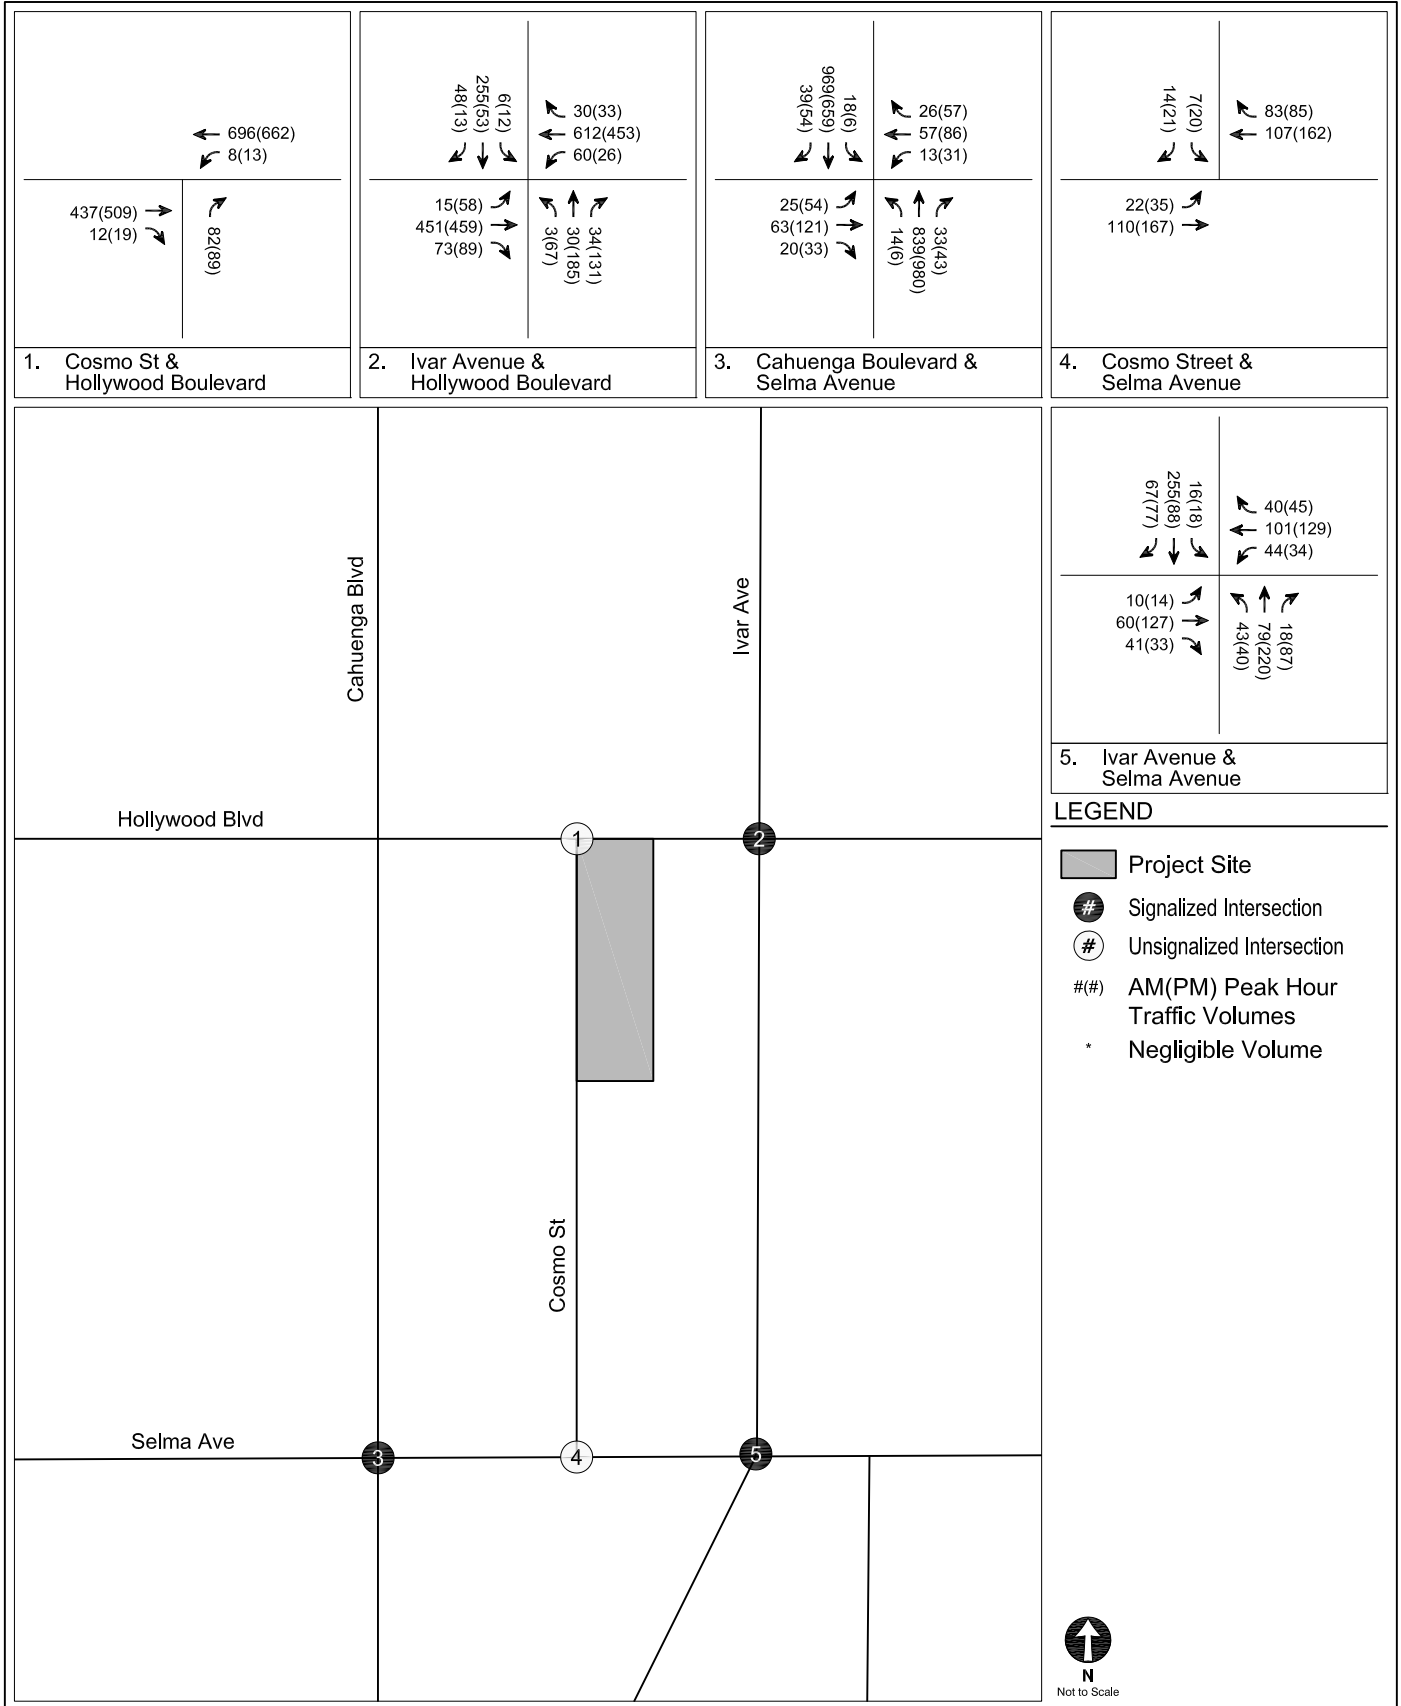 696(662)
8(13)
437(509)
12(19)
82(89)
1. Cosmo St &
Hollywood Boulevard
48(13)
255(53)
6(12)
30(33)
612(453)
60(26)
15(58)
451(459)
73(89)
3(67)
30(185)
34(131)
2. Ivar Avenue &
Hollywood Boulevard
39(54)
969(659)
18(6)
26(57)
57(86)
13(31)
25(54)
63(121)
20(33)
14(6)
839(980)
33(43)
3. Cahuenga Boulevard &
Selma Avenue
14(21)
7(20)
83(85)
107(162)
22(35)
110(167)
4. Cosmo Street &
Selma Avenue
67(77)
255(88)
16(18)
40(45)
101(129)
44(34)
10(14)
60(127)
41(33)
43(40)
79(220)
18(87)
5. Ivar Avenue &
Selma Avenue
Cahuenga Blvd
Ivar Ave
Hollywood Blvd
1
2
Cosmo St
Selma Ave
3
4
5
LEGEND
Project Site
# Signalized Intersection
# Unsignalized Intersection
#(#) AM(PM) Peak Hour
Traffic Volumes
* Negligible Volume
N
Not to Scale